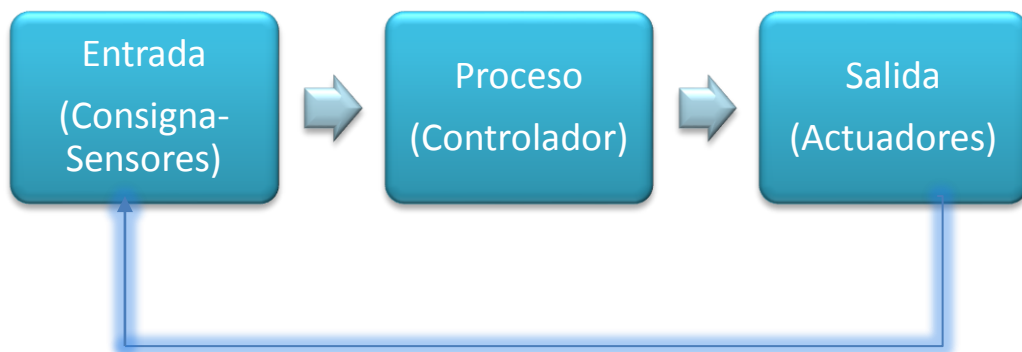 Entrada
(Consigna-
Sensores)
Proceso
(Controlador)
Salida
(Actuadores)